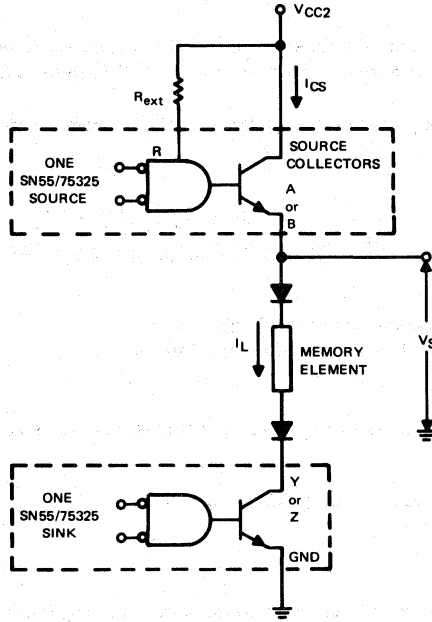 VCC2
ICS
Rext
R
ONE
SN55/75325
SOURCE
SOURCE
COLLECTORS
A
or
B
IL
MEMORY
ELEMENT
VS
ONE
SN55/75325
SINK
Y
or
Z
GND